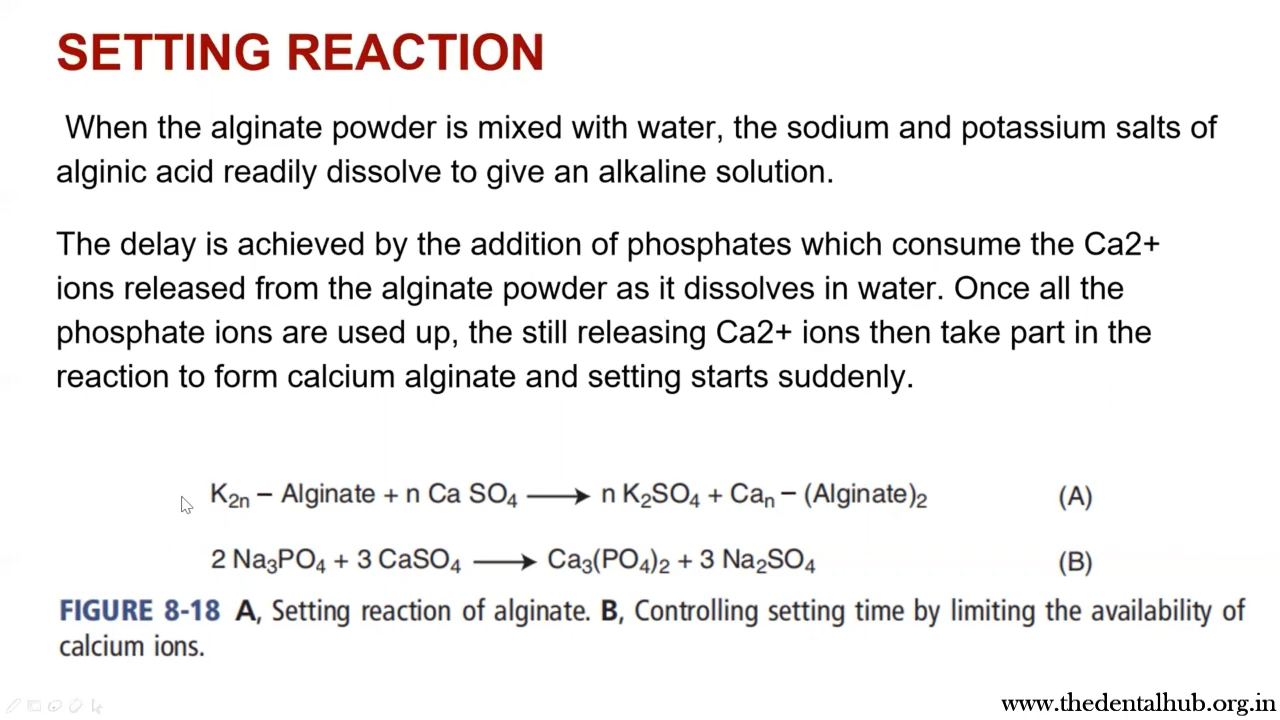 SETTING REACTION
When the alginate powder is mixed with water, the sodium and potassium salts of
alginic acid readily dissolve to give an alkaline solution.
The delay is achieved by the addition of phosphates which consume the Ca2+
ions released from the alginate powder as it dissolves in water. Once all the
phosphate ions are used up, the still releasing Ca2+ ions then take part in the
reaction to form calcium alginate and setting starts suddenly.
K₂ₙ – Alginate + n Ca SO₄ ⟶ n K₂SO₄ + Caₙ – (Alginate)₂ (A)
2 Na₃PO₄ + 3 CaSO₄ ⟶ Ca₃(PO₄)₂ + 3 Na₂SO₄ (B)
FIGURE 8-18 A, Setting reaction of alginate. B, Controlling setting time by limiting the availability of
calcium ions.
www.thedentalhub.org.in